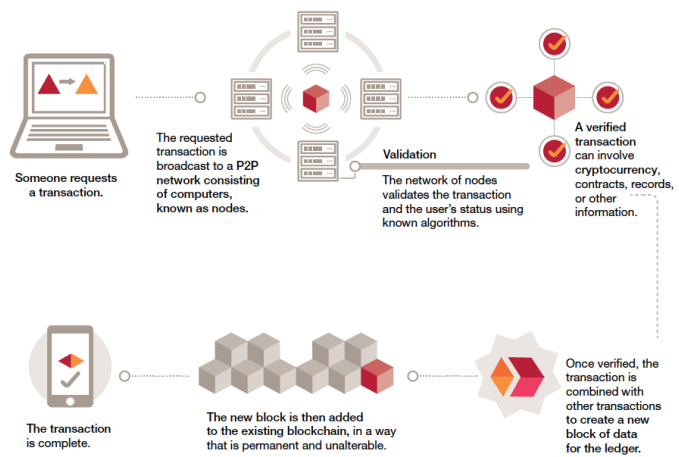 Someone requests
a transaction.
The requested
transaction is
broadcast to a P2P
network consisting
of computers,
known as nodes.
Validation
The network of nodes
validates the transaction
and the user's status using
known algorithms.
A verified
transaction
can involve
cryptocurrency,
contracts, records,
or other
information.
Once verified, the
transaction is
combined with
other transactions
to create a new
block of data
for the ledger.
The new block is then added
to the existing blockchain, in a way
that is permanent and unalterable.
The transaction
is complete.